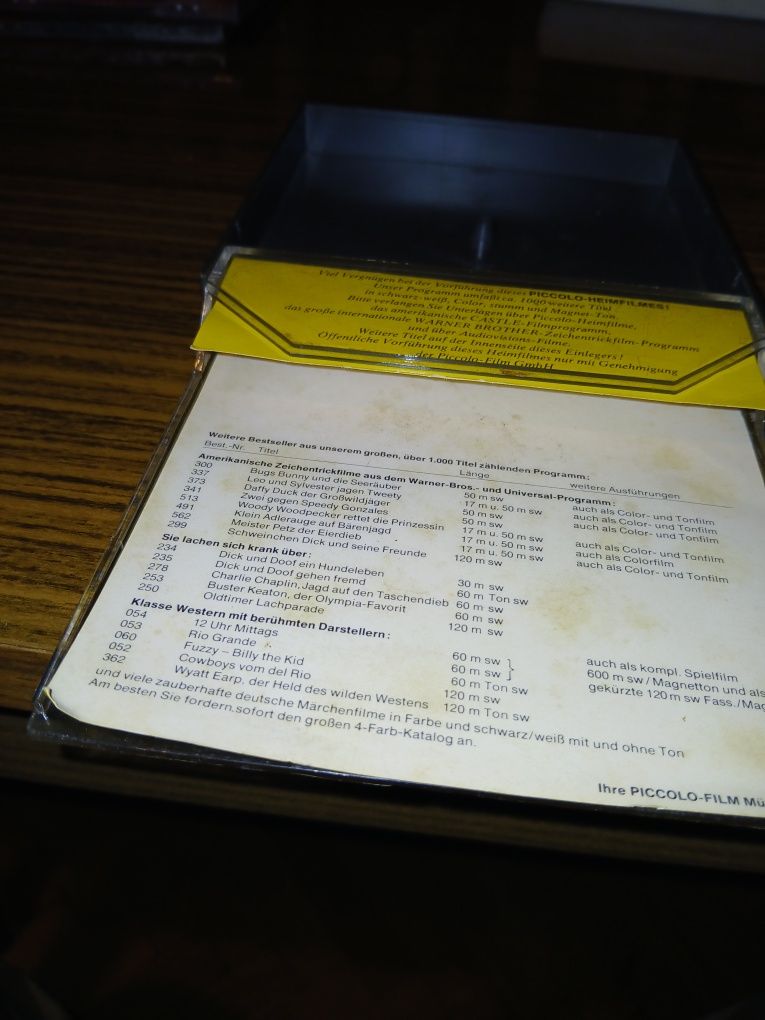 Viel Vergnügen bei der Vorführung dieses PICCOLO-HEIMFILMES!
Unser Programm umfaßt ca. 1000 weitere Titel
in schwarz-weiß, Color, stumm und Magnet-Ton.
Bitte verlangen Sie Unterlagen über Piccolo-Heimfilme,
das amerikanische CASTLE-Filmprogramm,
das große internationale WARNER BROTHER-Zeichentrickfilm-Programm
und über Audiovisions-Filme.
Weitere Titel auf der Innenseite dieses Einlegers!
Öffentliche Vorführung dieses Heimfilmes nur mit Genehmigung
der Piccolo-Film GmbH
Weitere Bestseller aus unserem großen, über 1.000 Titel zählenden Programm:
Best.-Nr. Titel Länge weitere Ausführungen
Amerikanische Zeichentrickfilme aus dem Warner-Bros.- und Universal-Programm:
300 Bugs Bunny und die Seeräuber 50 m sw auch als Color- und Tonfilm
337 Leo und Sylvester jagen Tweety 17 m u. 50 m sw auch als Color- und Tonfilm
373 Daffy Duck der Großwildjäger 50 m sw auch als Color- und Tonfilm
341 Zwei gegen Speedy Gonzales 50 m sw
513 Woody Woodpecker rettet die Prinzessin 17 m u. 50 m sw auch als Color- und Tonfilm
491 Klein Adlerauge auf Bärenjagd 17 m u. 50 m sw auch als Colorfilm
562 Meister Petz der Eierdieb 17 m u. 50 m sw auch als Color- und Tonfilm
299 Schweinchen Dick und seine Freunde 120 m sw
Sie lachen sich krank über:
234 Dick und Doof ein Hundeleben 30 m sw
235 Dick und Doof gehen fremd 60 m Ton sw
278 Charlie Chaplin, Jagd auf den Taschendieb 60 m sw
253 Buster Keaton, der Olympia-Favorit 60 m sw
250 Oldtimer Lachparade 120 m sw
Klasse Western mit berühmten Darstellern:
054 12 Uhr Mittags 60 m sw } auch als kompl. Spielfilm
053 Rio Grande 60 m sw } 600 m sw / Magnetton und als
060 Fuzzy – Billy the Kid 60 m Ton sw gekürzte 120 m sw Fass./Mag
052 Cowboys vom del Rio 120 m sw
362 Wyatt Earp, der Held des wilden Westens 120 m Ton sw
und viele zauberhafte deutsche Märchenfilme in Farbe und schwarz/weiß mit und ohne Ton
Am besten Sie fordern sofort den großen 4-Farb-Katalog an.
Ihre PICCOLO-FILM Mü